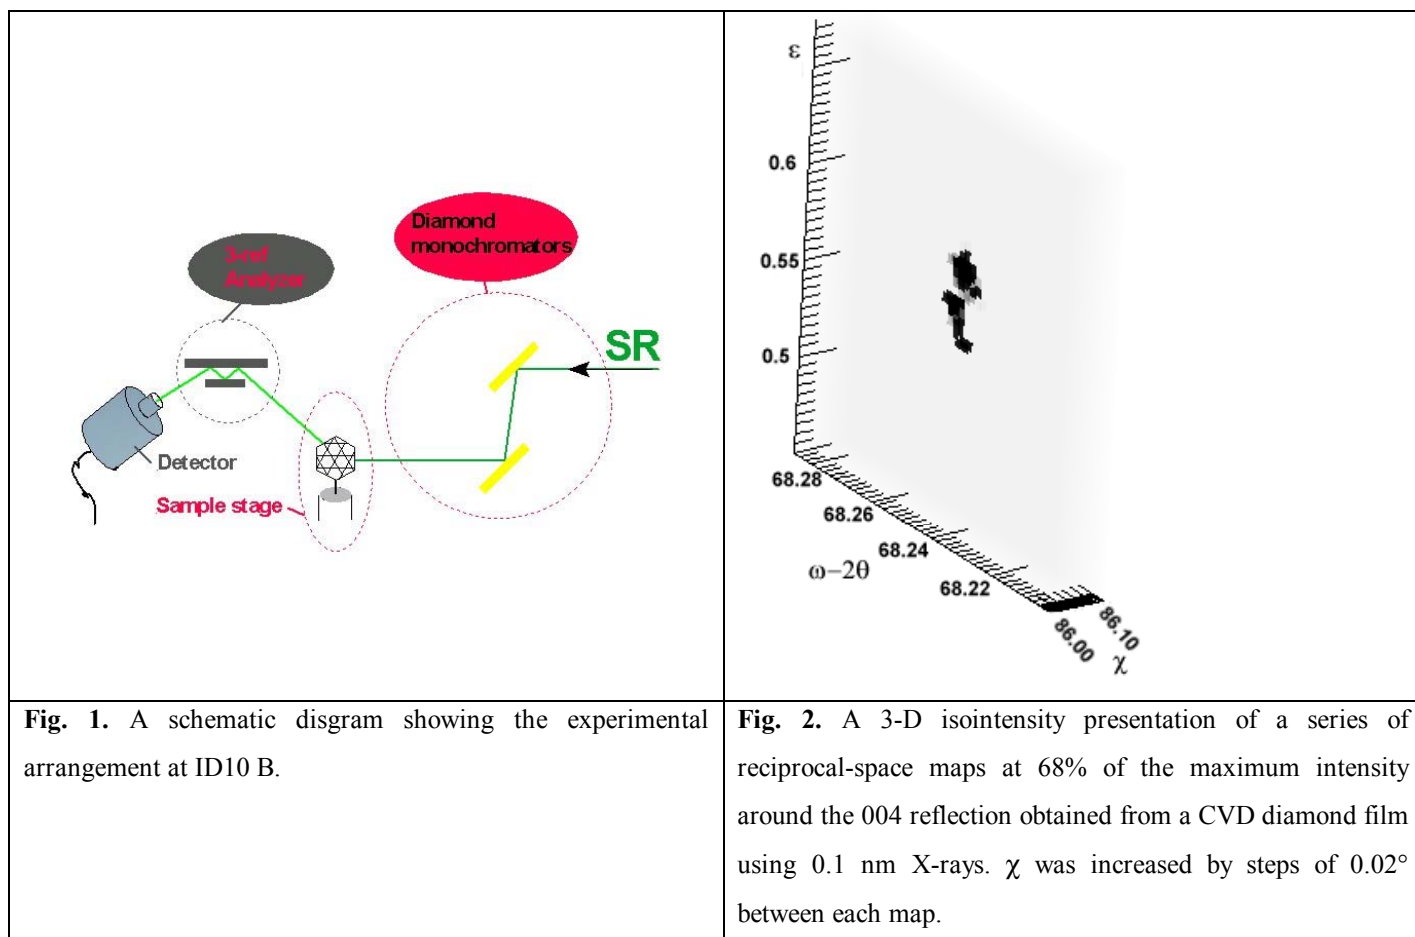 3-ref
Analyzer
Diamond
monochromators
SR
Detector
Sample stage
Fig. 1. A schematic disgram showing the experimental
arrangement at ID10 B.
ε
0.6
0.55
0.5
68.28
68.26
68.24
68.22
ω−2θ
86.00
86.10
χ
Fig. 2. A 3-D isointensity presentation of a series of
reciprocal-space maps at 68% of the maximum intensity
around the 004 reflection obtained from a CVD diamond film
using 0.1 nm X-rays. χ was increased by steps of 0.02°
between each map.